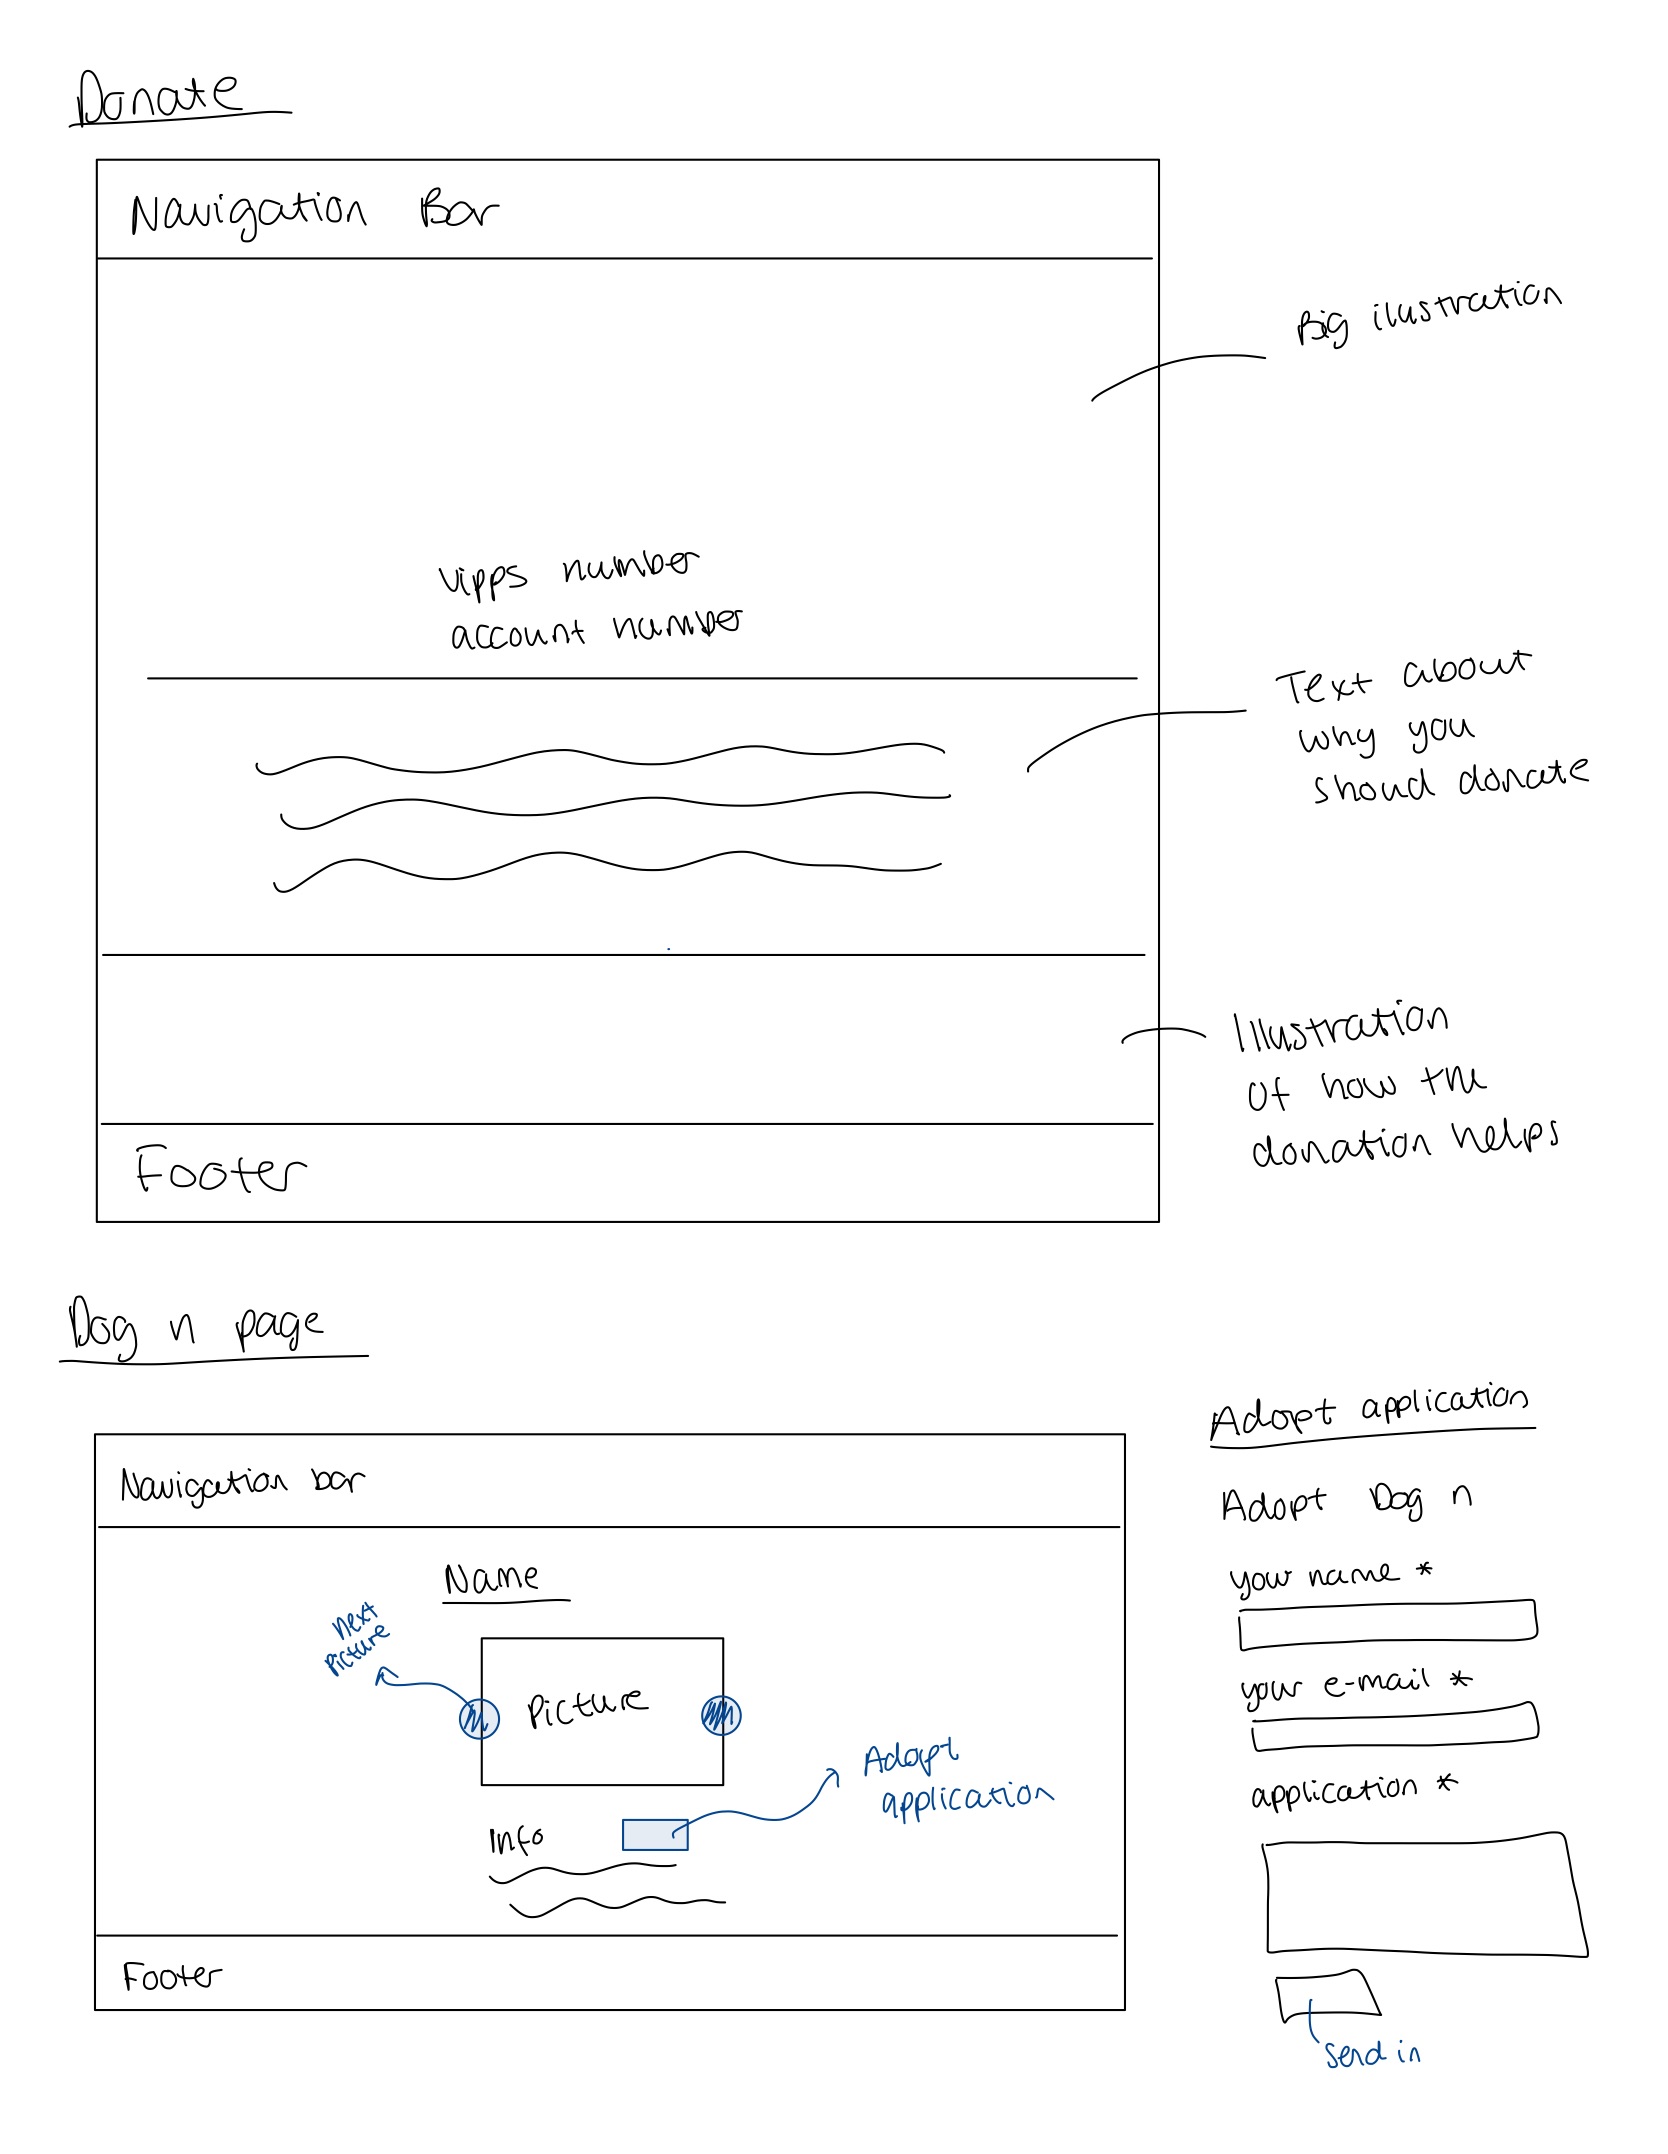 Donate
Navigation Bar
Big ilustration
Vipps number
account number
Text about
why you
shoud donate
Illustration
of how the
donation helps
Footer
Dog n page
Navigation bar
Name
next
picture
Picture
Adopt
application
Info
Footer
Adopt application
Adopt Dog n
your name *
your e-mail *
application *
Send in